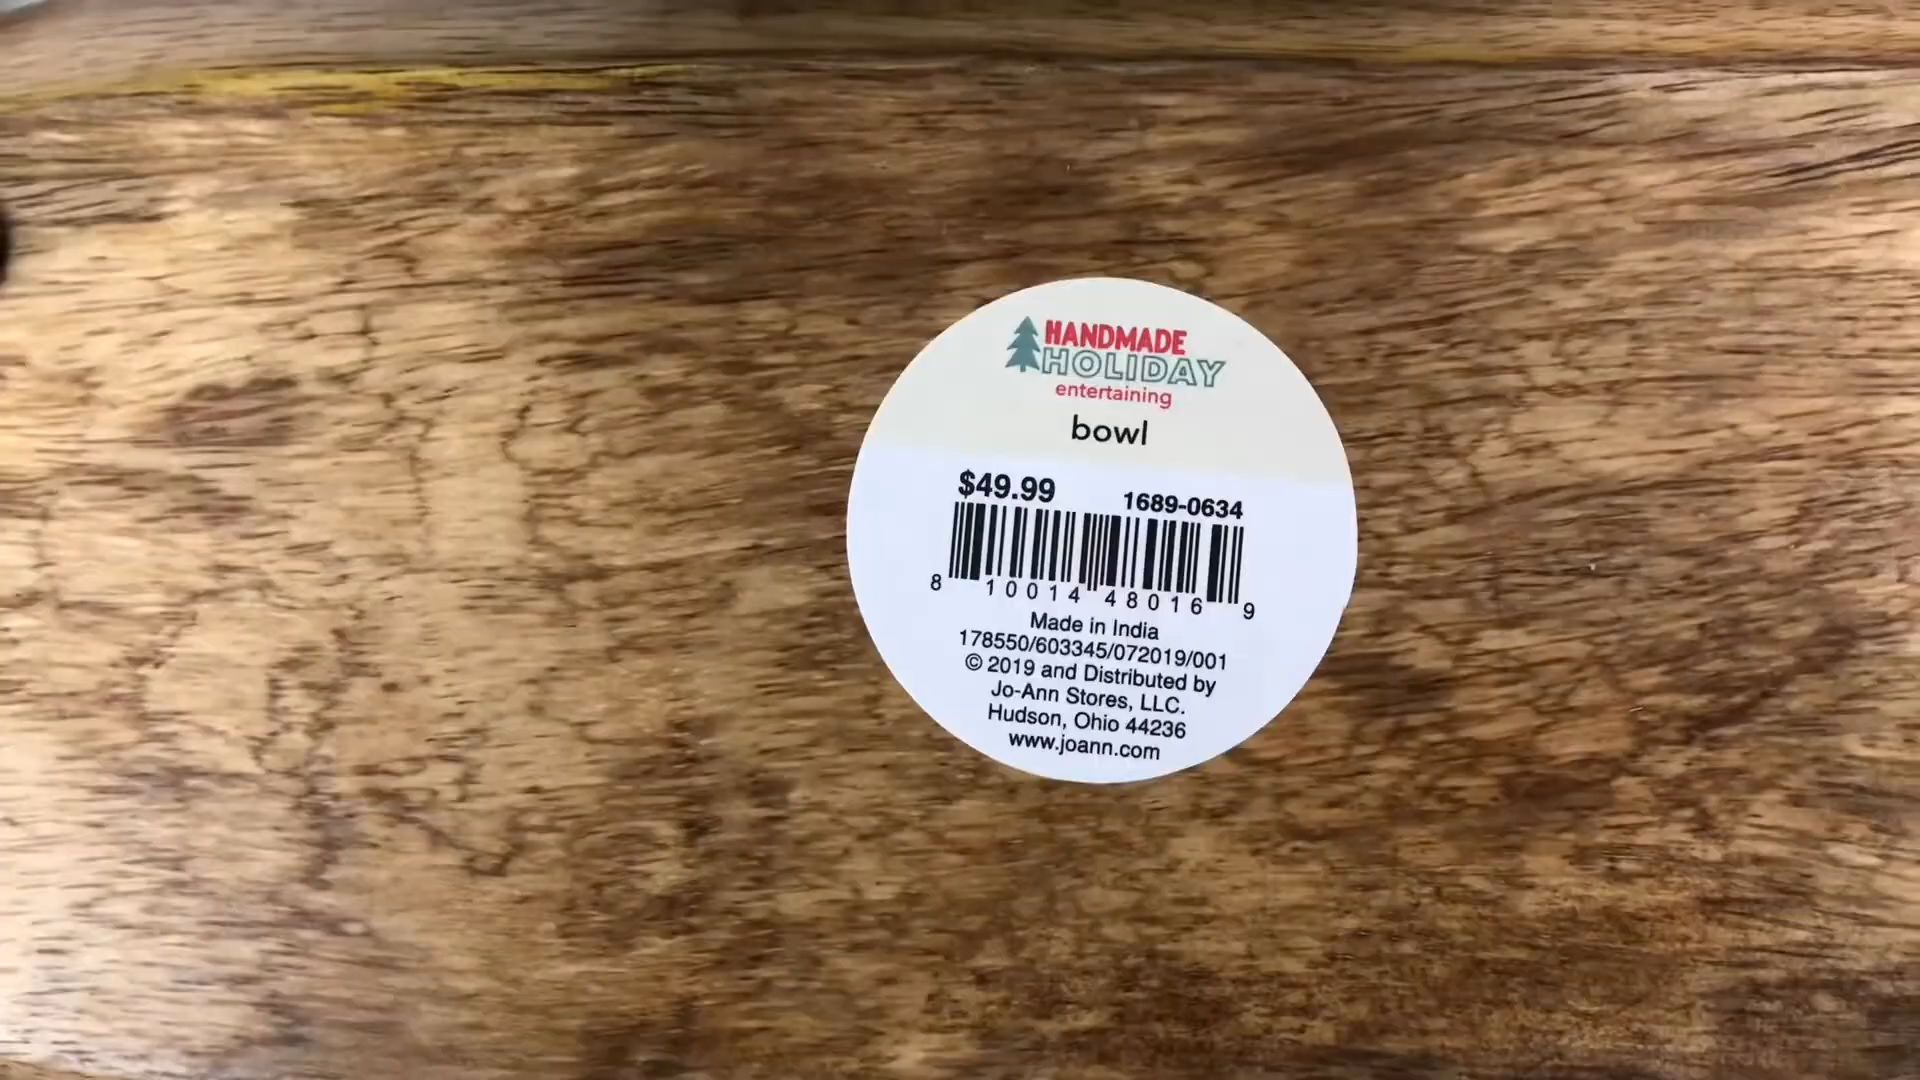 HANDMADE
HOLIDAY
entertaining
bowl
$49.99 1689-0634
8 10014 48016 9
Made in India
178550/603345/072019/001
© 2019 and Distributed by
Jo-Ann Stores, LLC.
Hudson, Ohio 44236
www.joann.com